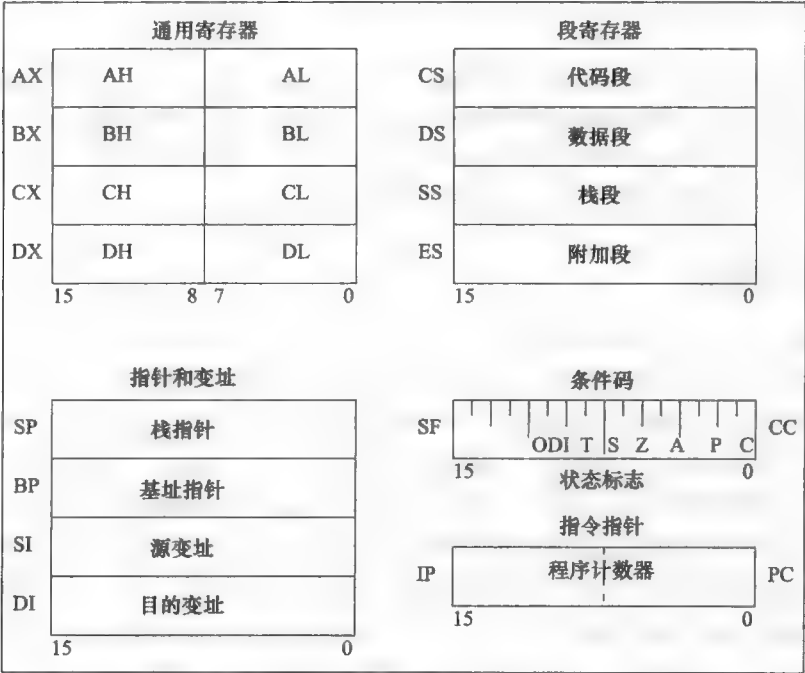 通用寄存器
AX AH AL
BX BH BL
CX CH CL
DX DH DL
15 8 7 0
段寄存器
CS 代码段
DS 数据段
SS 栈段
ES 附加段
15 0
指针和变址
SP 栈指针
BP 基址指针
SI 源变址
DI 目的变址
15 0
条件码
SF ODI T S Z A P C CC
15 0
状态标志
指令指针
IP 程序计数器 PC
15 0